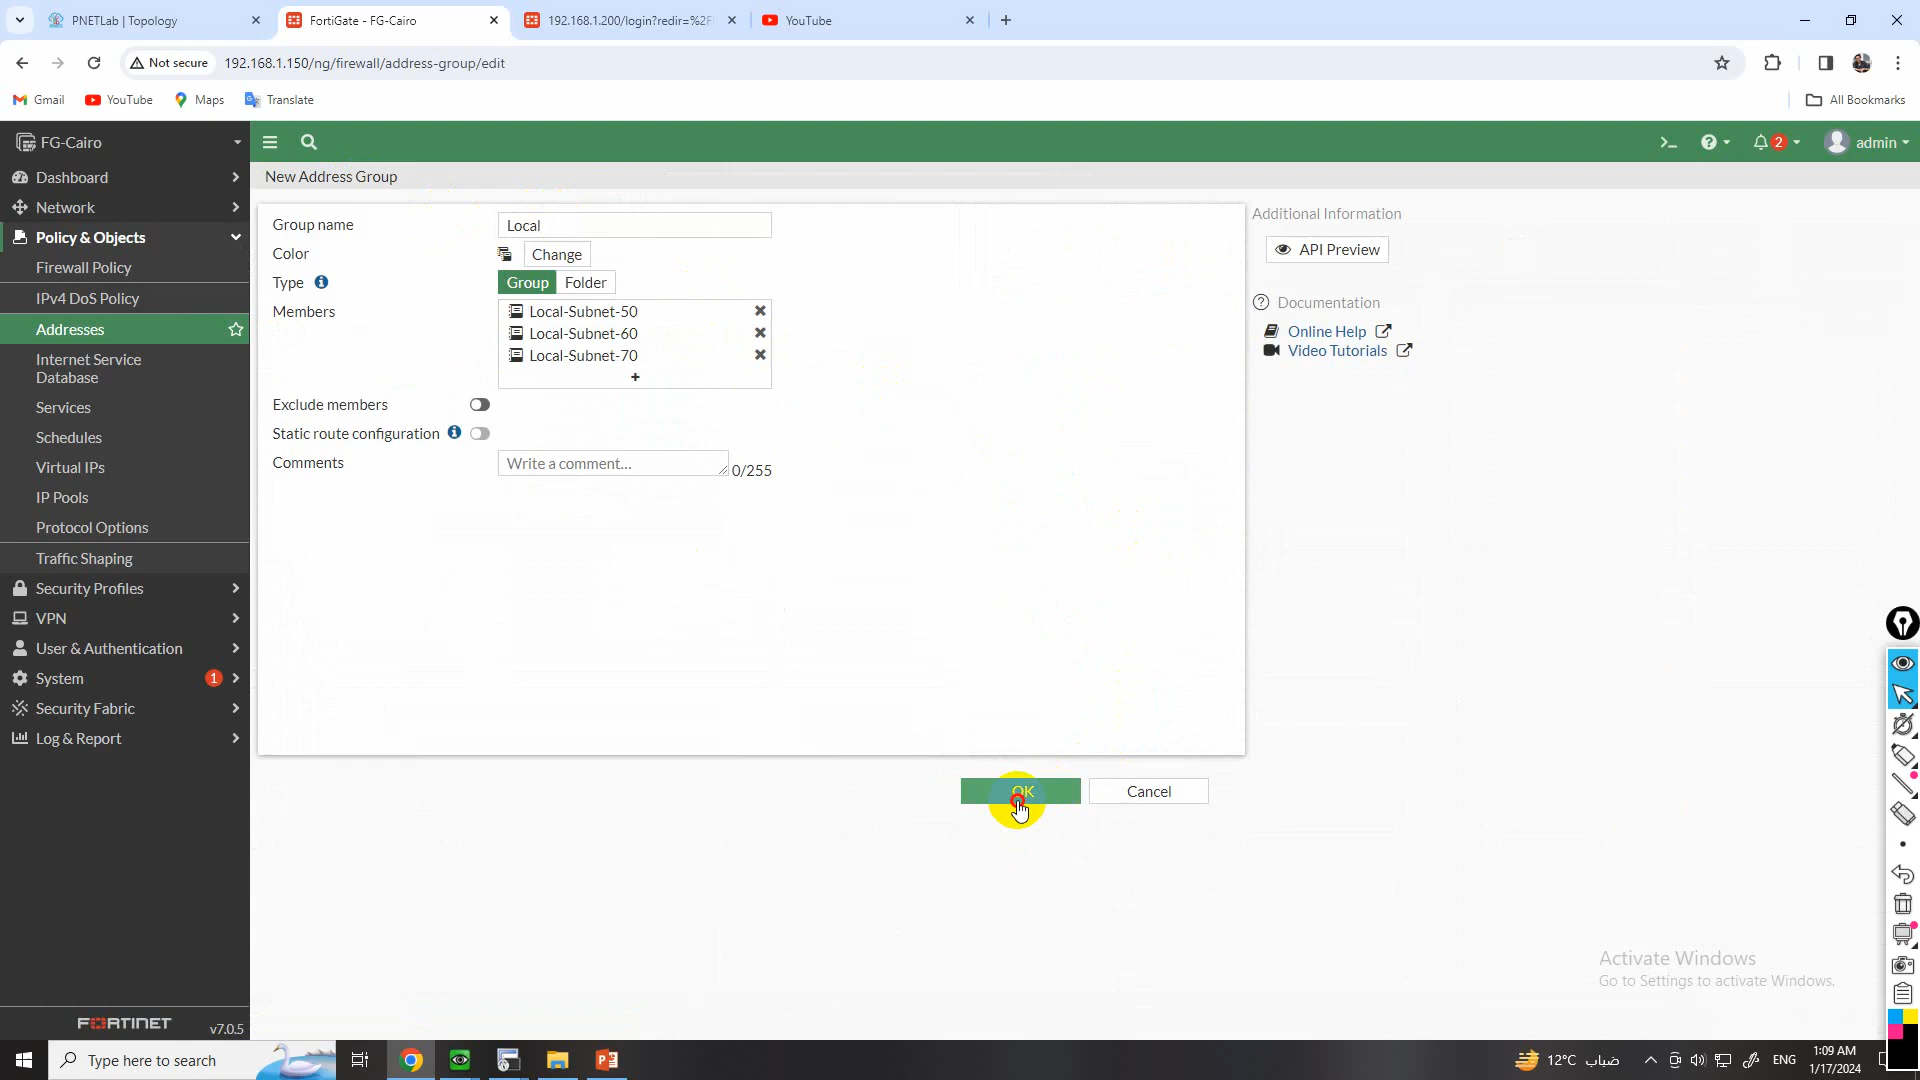 PNETLab | Topology
FortiGate - FG-Cairo
192.168.1.200/login?redir=%2F
YouTube
Not secure
192.168.1.150/ng/firewall/address-group/edit
Gmail
YouTube
Maps
Translate
All Bookmarks
FG-Cairo
2
admin
Dashboard
Network
Policy & Objects
Firewall Policy
IPv4 DoS Policy
Addresses
Internet Service
Database
Services
Schedules
Virtual IPs
IP Pools
Protocol Options
Traffic Shaping
Security Profiles
VPN
User & Authentication
System
1
Security Fabric
Log & Report
FORTINET
v7.0.5
New Address Group
Group name
Local
Color
Change
Type
Group
Folder
Members
Local-Subnet-50
Local-Subnet-60
Local-Subnet-70
Exclude members
Static route configuration
Comments
Write a comment...
0/255
OK
Cancel
Additional Information
API Preview
Documentation
Online Help
Video Tutorials
Activate Windows
Go to Settings to activate Windows.
Type here to search
12°C
ضباب
ENG
1:09 AM
1/17/2024